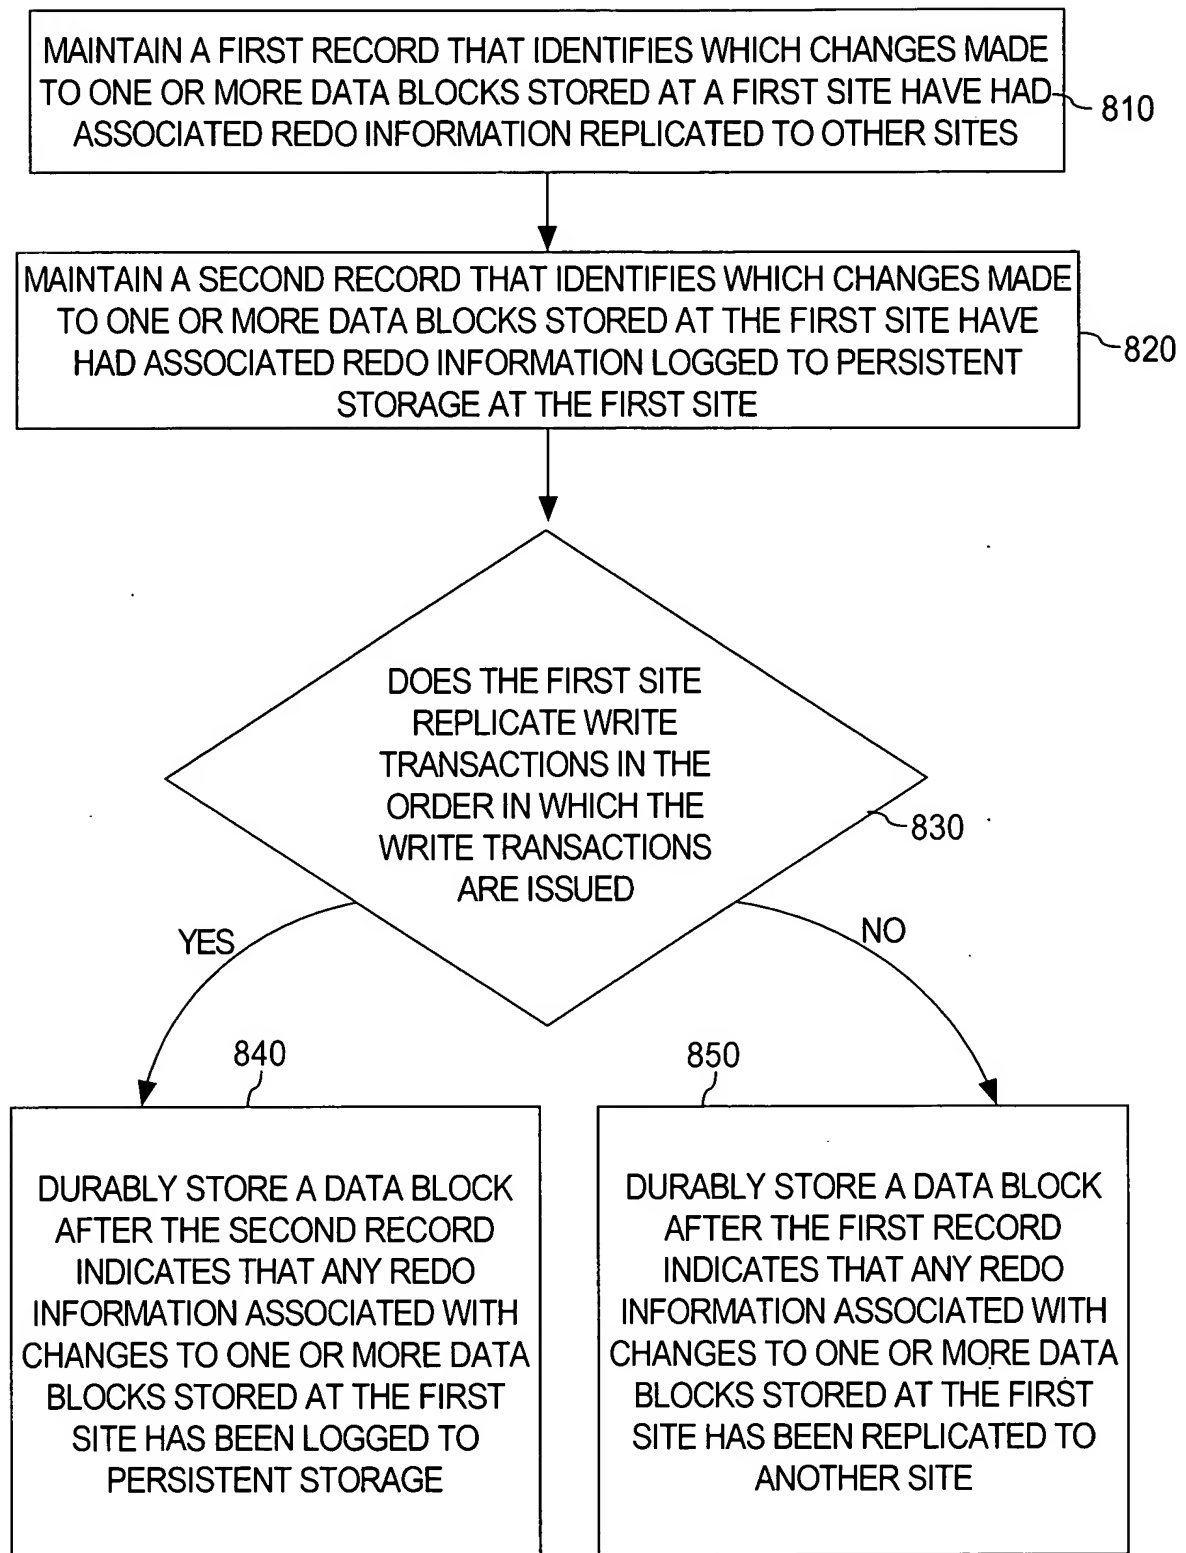 MAINTAIN A FIRST RECORD THAT IDENTIFIES WHICH CHANGES MADE
TO ONE OR MORE DATA BLOCKS STORED AT A FIRST SITE HAVE HAD
ASSOCIATED REDO INFORMATION REPLICATED TO OTHER SITES
810
MAINTAIN A SECOND RECORD THAT IDENTIFIES WHICH CHANGES MADE
TO ONE OR MORE DATA BLOCKS STORED AT THE FIRST SITE HAVE
HAD ASSOCIATED REDO INFORMATION LOGGED TO PERSISTENT
STORAGE AT THE FIRST SITE
820
DOES THE FIRST SITE
REPLICATE WRITE
TRANSACTIONS IN THE
ORDER IN WHICH THE
WRITE TRANSACTIONS
ARE ISSUED
830
YES
NO
840
DURABLY STORE A DATA BLOCK
AFTER THE SECOND RECORD
INDICATES THAT ANY REDO
INFORMATION ASSOCIATED WITH
CHANGES TO ONE OR MORE DATA
BLOCKS STORED AT THE FIRST
SITE HAS BEEN LOGGED TO
PERSISTENT STORAGE
850
DURABLY STORE A DATA BLOCK
AFTER THE FIRST RECORD
INDICATES THAT ANY REDO
INFORMATION ASSOCIATED WITH
CHANGES TO ONE OR MORE DATA
BLOCKS STORED AT THE FIRST
SITE HAS BEEN REPLICATED TO
ANOTHER SITE